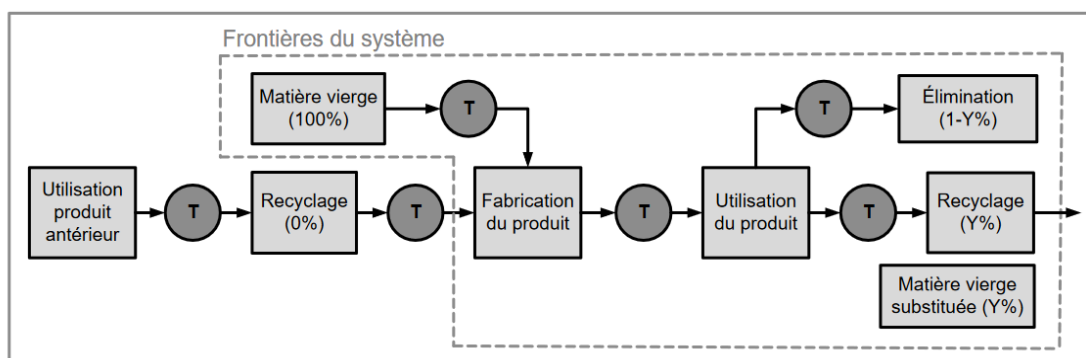 Frontières du système
Matière vierge
(100%)
T
T
Élimination
(1-Y%)
Utilisation
produit
antérieur
T
Recyclage
(0%)
T
Fabrication
du produit
T
Utilisation
du produit
T
Recyclage
(Y%)
Matière vierge
substituée (Y%)